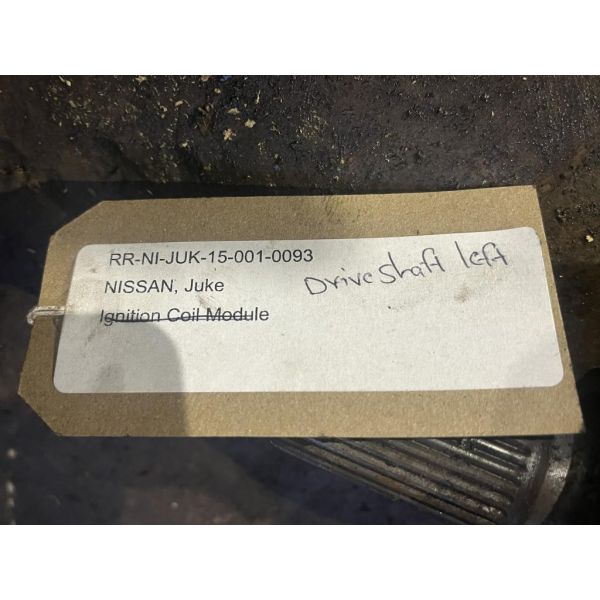 RR-NI-JUK-15-001-0093
NISSAN, Juke
Drive shaft left
Ignition Coil Module